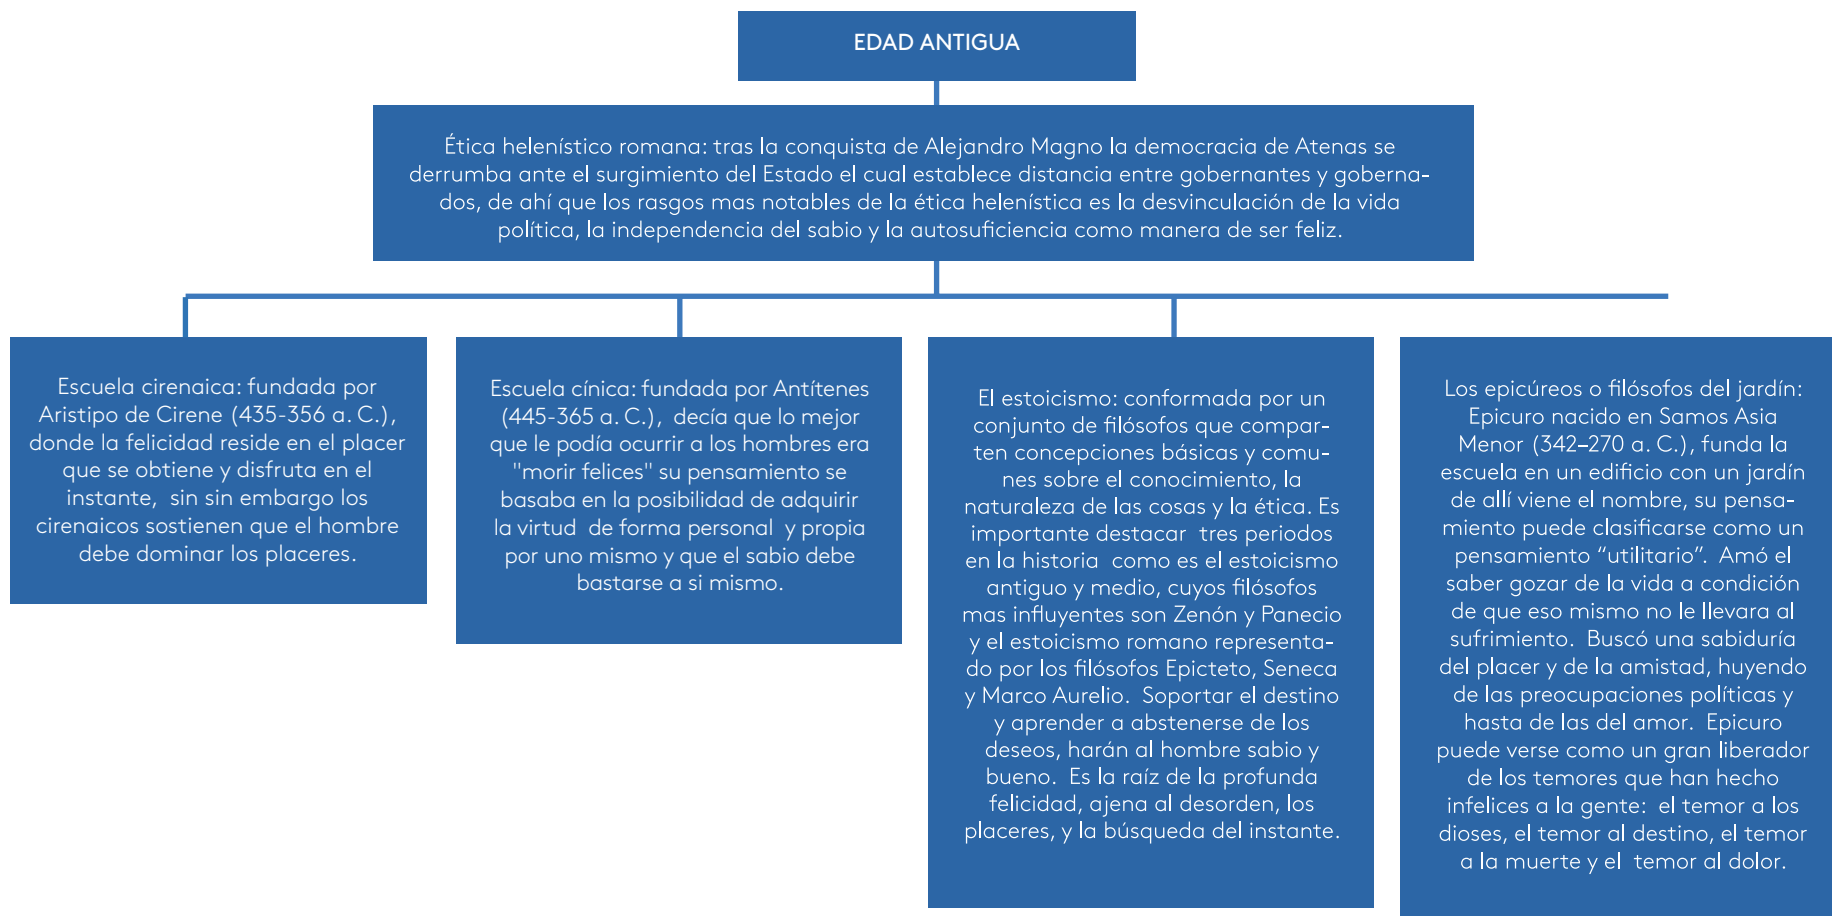 EDAD ANTIGUA
Ética helenístico romana: tras la conquista de Alejandro Magno la democracia de Atenas se
derrumba ante el surgimiento del Estado el cual establece distancia entre gobernantes y goberna-
dos, de ahí que los rasgos mas notables de la ética helenística es la desvinculación de la vida
política, la independencia del sabio y la autosuficiencia como manera de ser feliz.
Escuela cirenaica: fundada por
Aristipo de Cirene (435-356 a. C.),
donde la felicidad reside en el placer
que se obtiene y disfruta en el
instante, sin sin embargo los
cirenaicos sostienen que el hombre
debe dominar los placeres.
Escuela cínica: fundada por Antítenes
(445-365 a. C.), decía que lo mejor
que le podía ocurrir a los hombres era
"morir felices" su pensamiento se
basaba en la posibilidad de adquirir
la virtud de forma personal y propia
por uno mismo y que el sabio debe
bastarse a si mismo.
El estoicismo: conformada por un
conjunto de filósofos que compar-
ten concepciones básicas y comu-
nes sobre el conocimiento, la
naturaleza de las cosas y la ética. Es
importante destacar tres periodos
en la historia como es el estoicismo
antiguo y medio, cuyos filósofos
mas influyentes son Zenón y Panecio
y el estoicismo romano representa-
do por los filósofos Epicteto, Seneca
y Marco Aurelio. Soportar el destino
y aprender a abstenerse de los
deseos, harán al hombre sabio y
bueno. Es la raíz de la profunda
felicidad, ajena al desorden, los
placeres, y la búsqueda del instante.
Los epicúreos o filósofos del jardín:
Epicuro nacido en Samos Asia
Menor (342–270 a. C.), funda la
escuela en un edificio con un jardín
de allí viene el nombre, su pensa-
miento puede clasificarse como un
pensamiento “utilitario”. Amó el
saber gozar de la vida a condición
de que eso mismo no le llevara al
sufrimiento. Buscó una sabiduría
del placer y de la amistad, huyendo
de las preocupaciones políticas y
hasta de las del amor. Epicuro
puede verse como un gran liberador
de los temores que han hecho
infelices a la gente: el temor a los
dioses, el temor al destino, el temor
a la muerte y el temor al dolor.